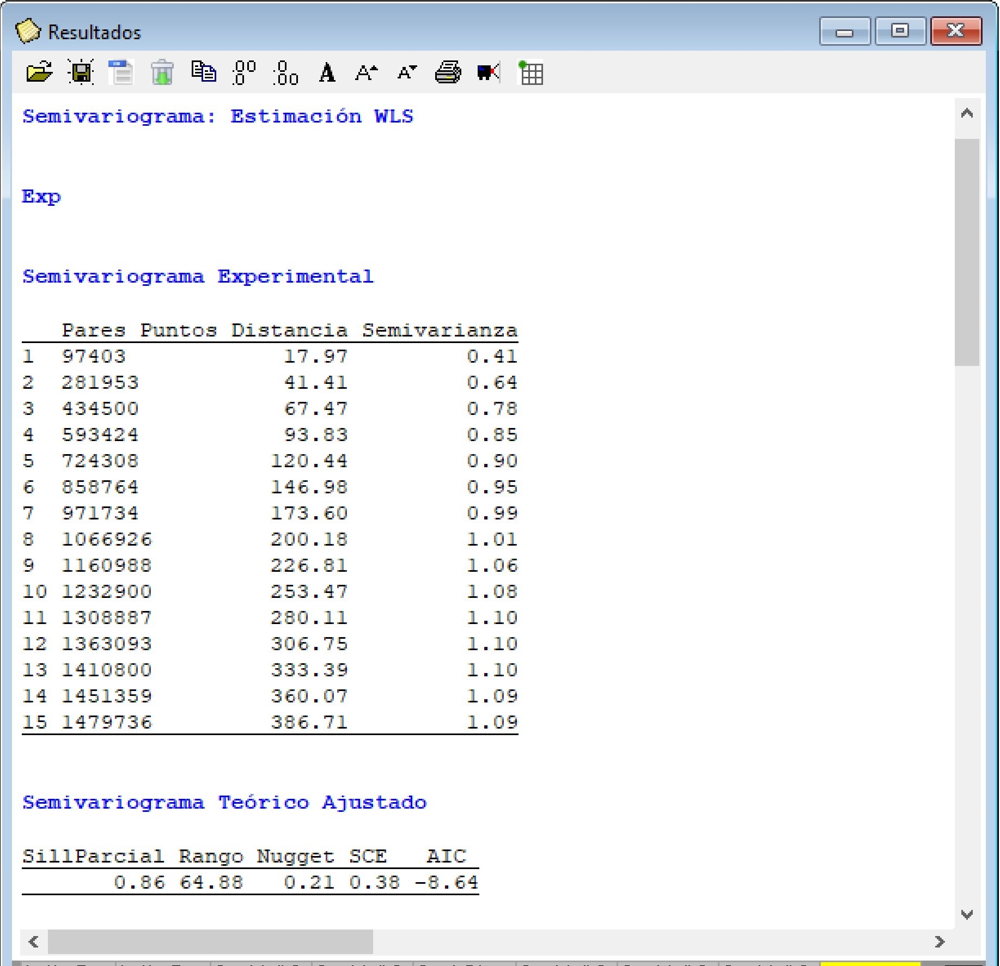 Resultados
Semivariograma: Estimación WLS
Exp
Semivariograma Experimental
Pares Puntos Distancia Semivarianza
1 97403 17.97 0.41
2 281953 41.41 0.64
3 434500 67.47 0.78
4 593424 93.83 0.85
5 724308 120.44 0.90
6 858764 146.98 0.95
7 971734 173.60 0.99
8 1066926 200.18 1.01
9 1160988 226.81 1.06
10 1232900 253.47 1.08
11 1308887 280.11 1.10
12 1363093 306.75 1.10
13 1410800 333.39 1.10
14 1451359 360.07 1.09
15 1479736 386.71 1.09
Semivariograma Teórico Ajustado
SillParcial Rango Nugget SCE AIC
0.86 64.88 0.21 0.38 -8.64